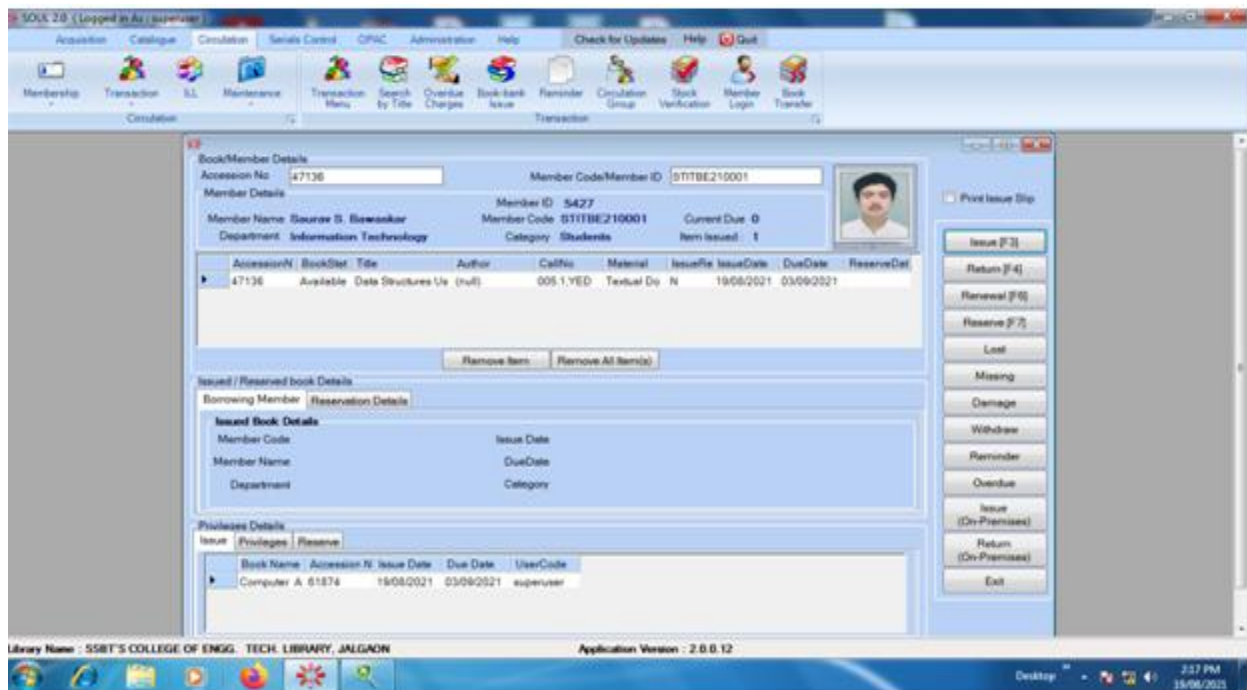 SOUL 2.0 ( Logged in As : superuser )
Acquisition Catalogue Circulation Serials Control OPAC Administration Help Check for Updates Help Quit
Membership Transaction ILL Maintenance Transaction Menu Search by Title Overdue Charges Book-bank Issue Reminder Circulation Group Stock Verification Member Login Book Transfer
Circulation Transaction
Book/Member Details
Accession No 47136 Member Code/Member ID STITBE210001
Print Issue Slip
Member Details
Member ID 5427
Member Name Sourav S. Bawaskar Member Code STITBE210001 Current Due 0
Department Information Technology Category Students Item Issued 1
AccessionN BookStat Title Author CallNo Material IssueRe IssueDate DueDate ReserveDat
47136 Available Data Structures Us (null) 005.1,YED Textual Do N 19/08/2021 03/09/2021
Remove Item Remove All Item(s)
Issued / Reserved book Details
Borrowing Member Reservation Details
Issued Book Details
Member Code Issue Date
Member Name DueDate
Department Category
Privileges Details
Issue Privileges Reserve
Book Name Accession N Issue Date Due Date UserCode
Computer A 61874 19/08/2021 03/09/2021 superuser
Issue [F3]
Return [F4]
Renewal [F6]
Reserve [F7]
Lost
Missing
Damage
Withdraw
Reminder
Overdue
Issue
(On-Premises)
Return
(On-Premises)
Exit
Library Name : SSBT'S COLLEGE OF ENGG. TECH. LIBRARY, JALGAON Application Version : 2.0.0.12
Desktop 2:17 PM
19/08/2021